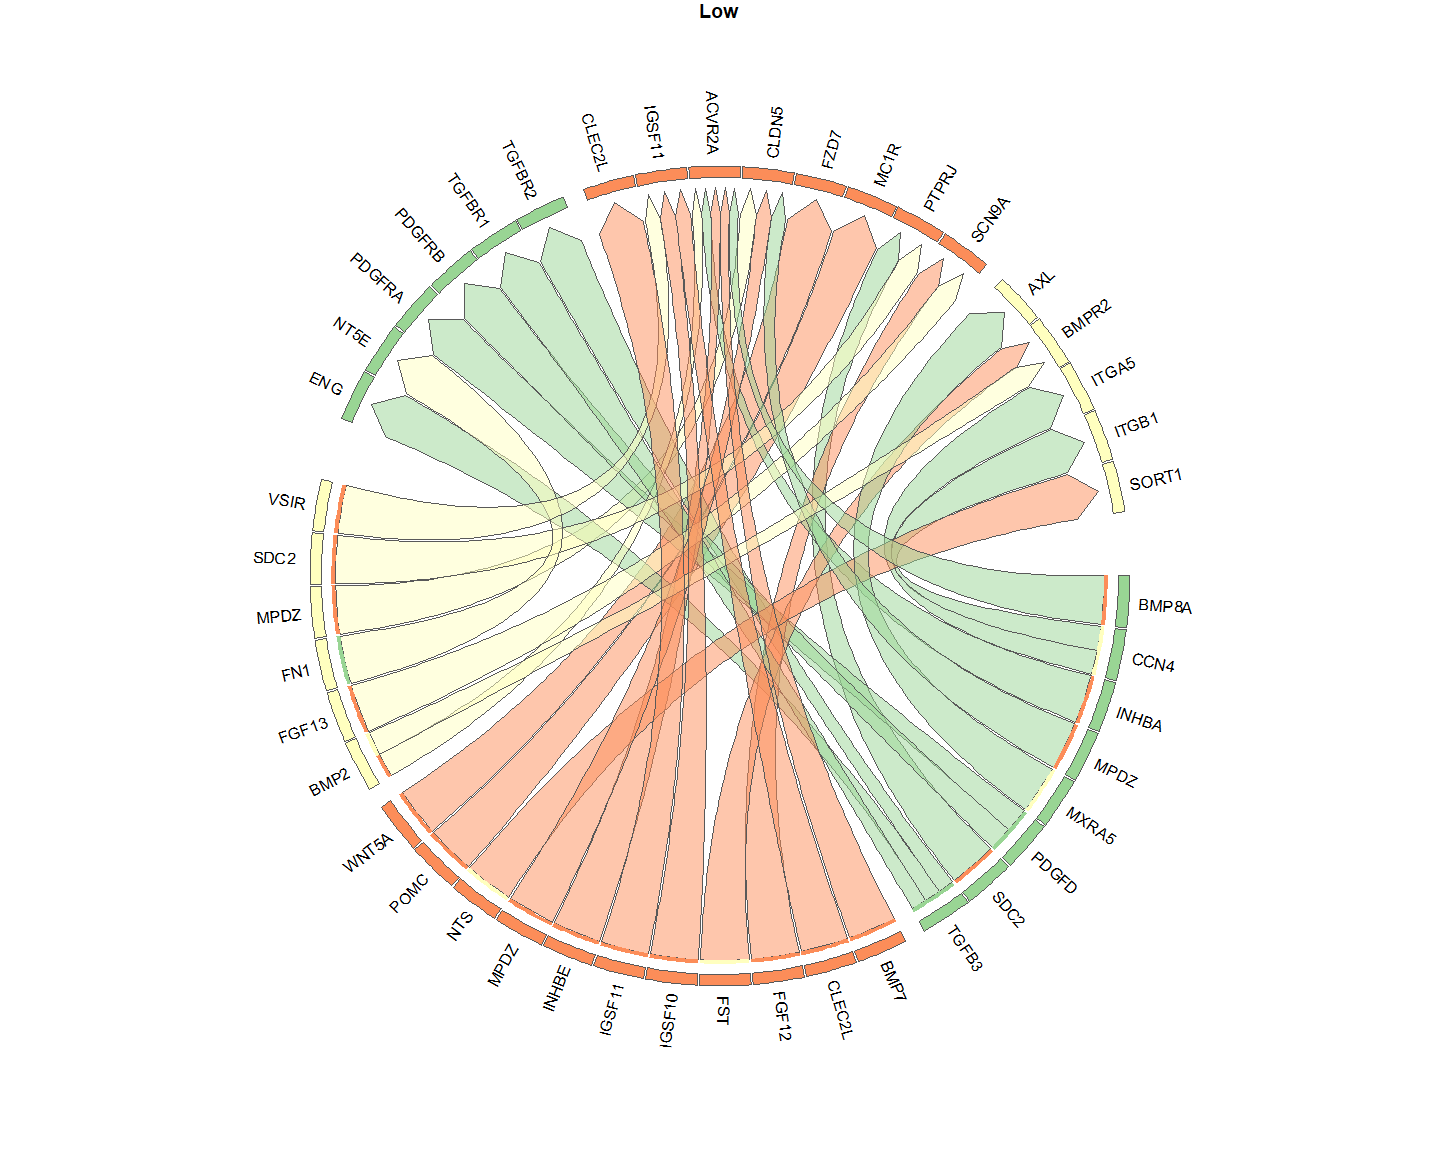 Low
CLEC2L
IGSF11
ACVR2A
CLDN5
FZD7
MC1R
PTPRJ
SCN9A
AXL
BMPR2
ITGA5
ITGB1
SORT1
BMP8A
CCN4
INHBA
MPDZ
MXRA5
PDGFD
SDC2
TGFB3
BMP7
CLEC2L
FGF12
FST
IGSF10
IGSF11
INHBE
MPDZ
NTS
POMC
WNT5A
BMP2
FGF13
FN1
MPDZ
SDC2
VSIR
ENG
NT5E
PDGFRA
PDGFRB
TGFBR1
TGFBR2